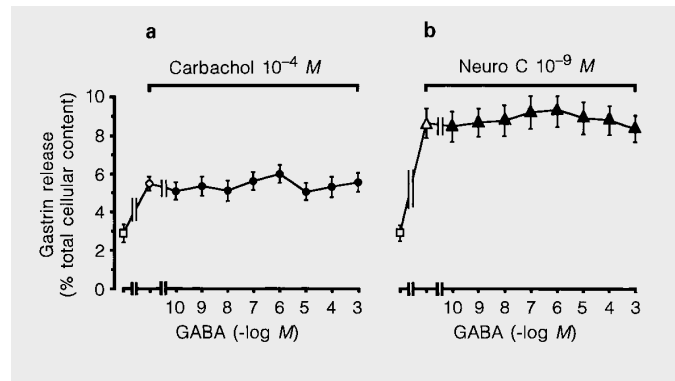 a
Carbachol 10⁻⁴ M
b
Neuro C 10⁻⁹ M
Gastrin release
(% total cellular content)
10
8
6
4
2
0
10 9 8 7 6 5 4 3
GABA (-log M)
10 9 8 7 6 5 4 3
GABA (-log M)